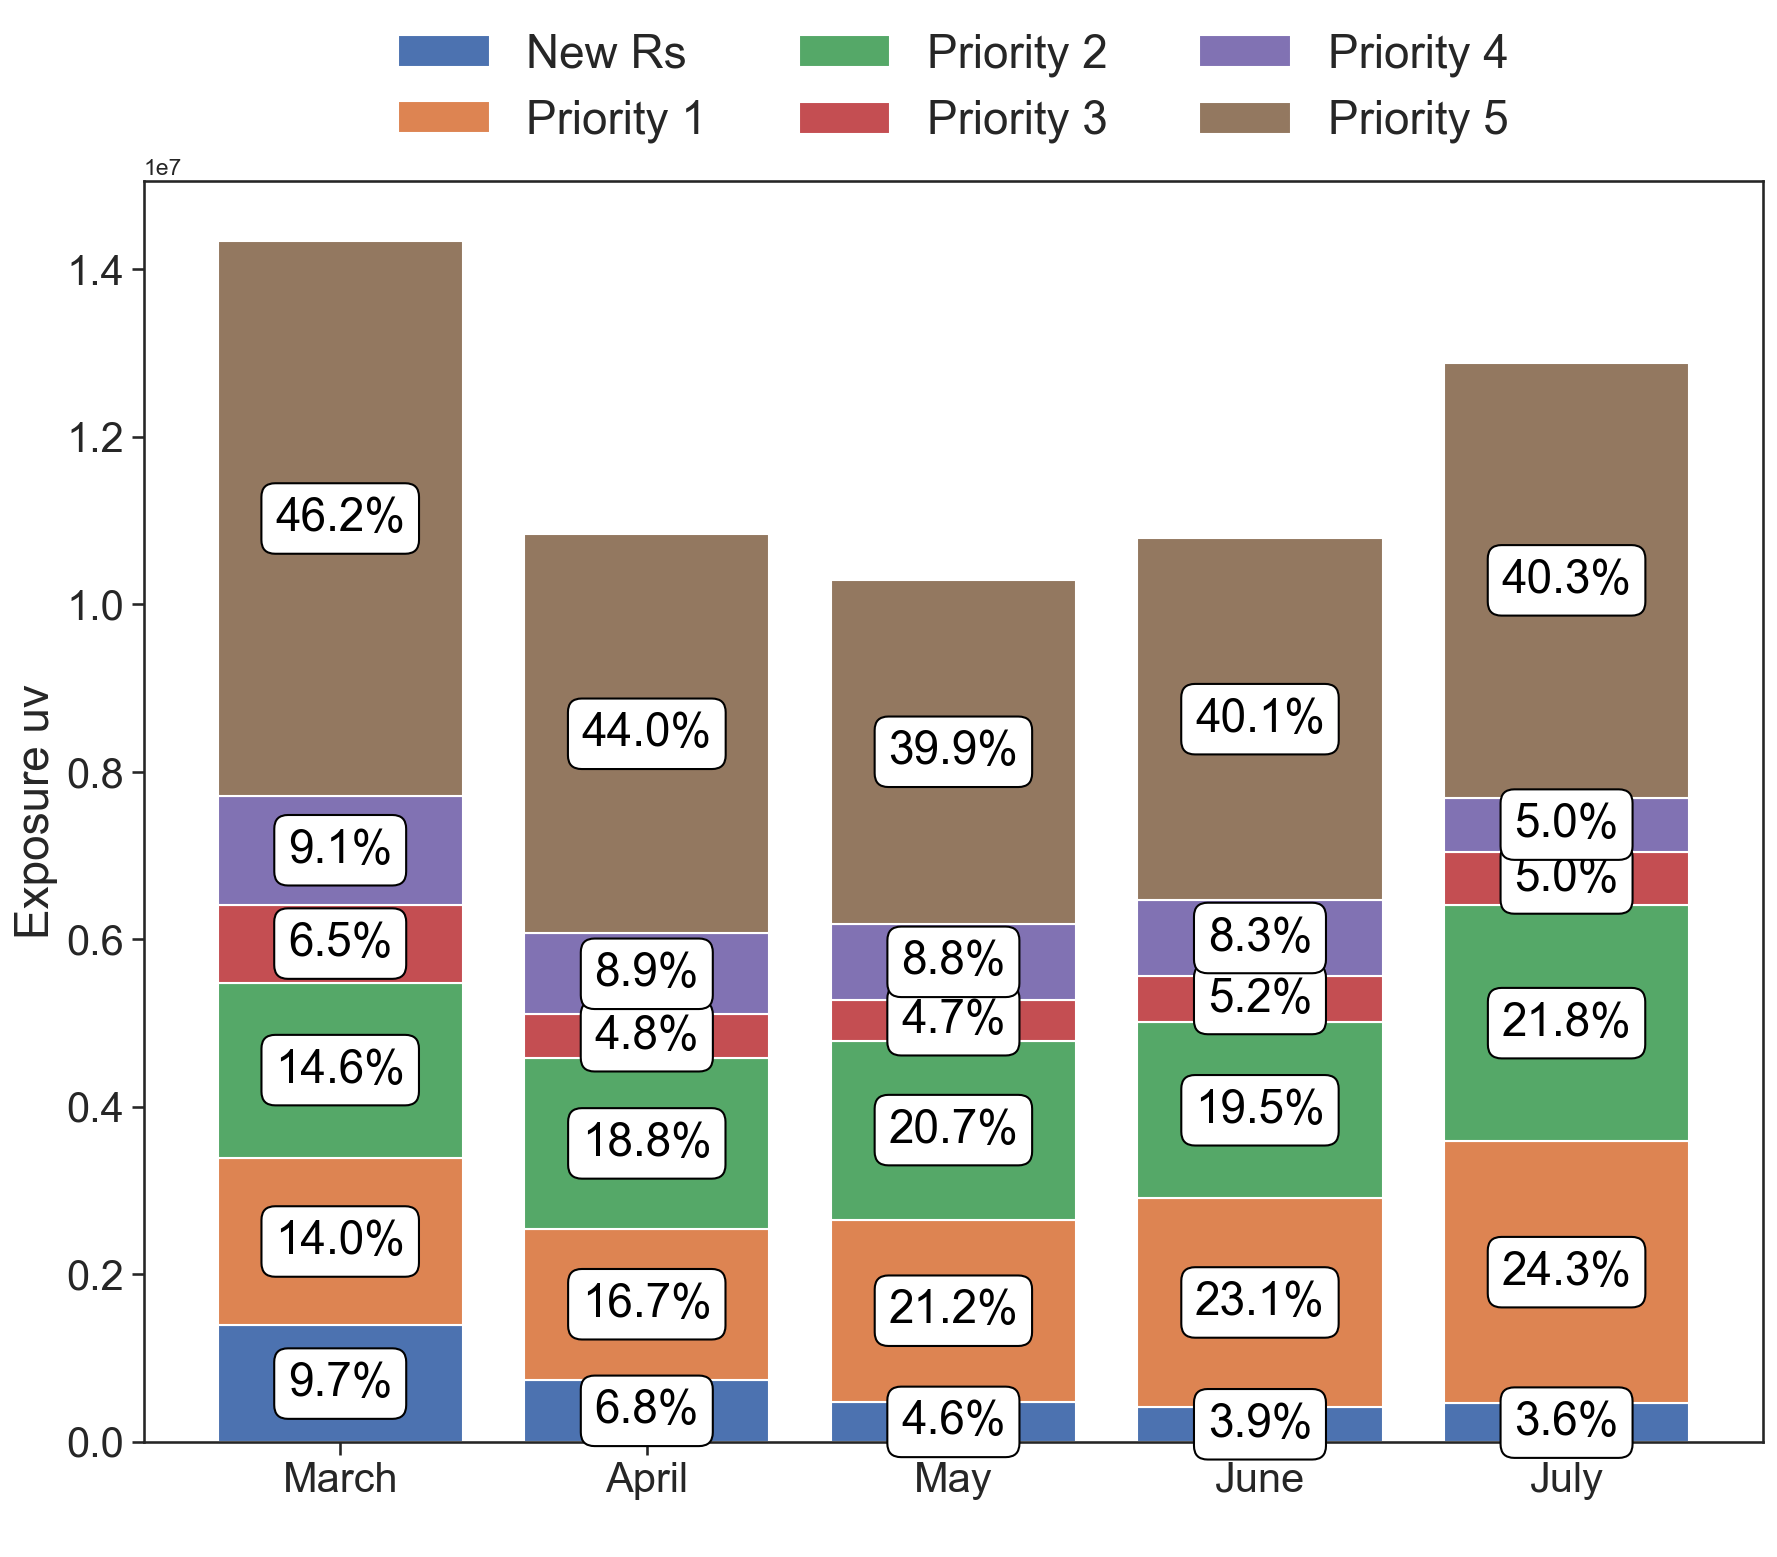 New Rs
Priority 2
Priority 4
Priority 1
Priority 3
Priority 5
1e7
1.4
1.2
1.0
0.8
0.6
0.4
0.2
0.0
Exposure uv
46.2%
9.1%
6.5%
14.6%
14.0%
9.7%
44.0%
8.9%
4.8%
18.8%
16.7%
6.8%
39.9%
8.8%
4.7%
20.7%
21.2%
4.6%
40.1%
8.3%
5.2%
19.5%
23.1%
3.9%
40.3%
5.0%
5.0%
21.8%
24.3%
3.6%
March
April
May
June
July